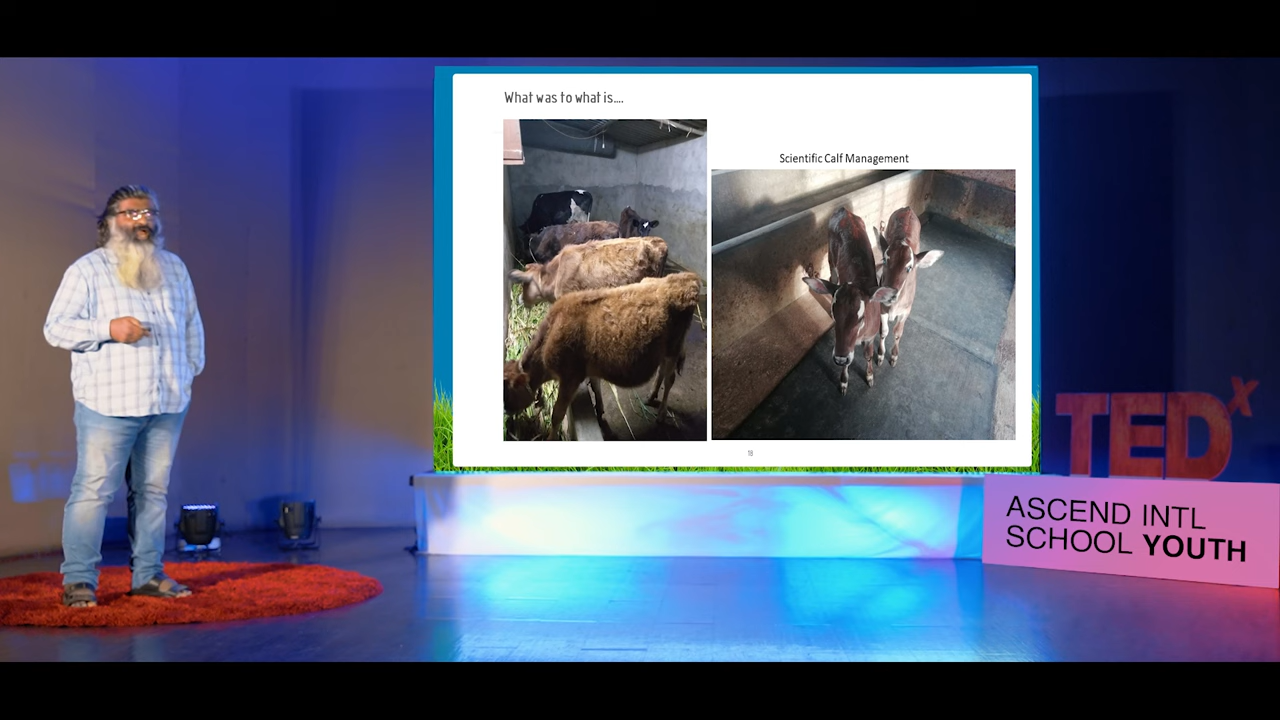 What was to what is....
Scientific Calf Management
TEDx
ASCEND INTL
SCHOOL YOUTH